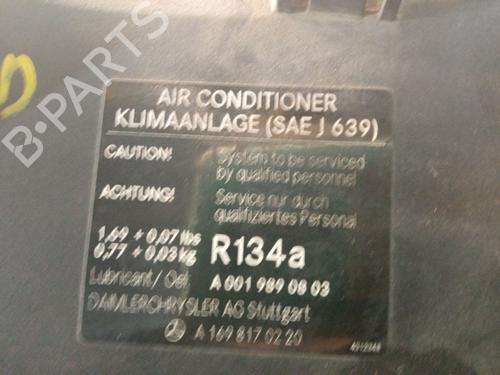 B-PARTS
AIR CONDITIONER
KLIMAANLAGE (SAE J 639)
CAUTION: System to be serviced
by qualified personnel
ACHTUNG: Service nur durch
qualifiziertes Personal
1,69 + 0,07 lbs
0,77 + 0,03 kg R134a
Lubricant / Oel A 001 989 08 03
DAIMLERCHRYSLER AG Stuttgart
A 169 817 02 20